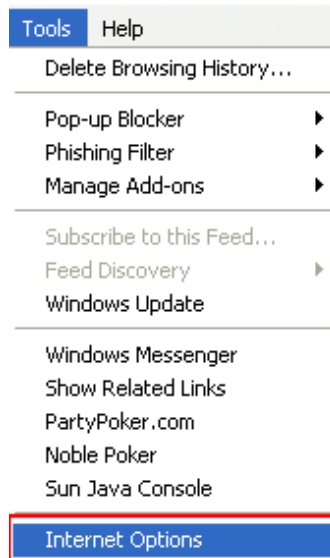 Tools Help
Delete Browsing History...
Pop-up Blocker
Phishing Filter
Manage Add-ons
Subscribe to this Feed...
Feed Discovery
Windows Update
Windows Messenger
Show Related Links
PartyPoker.com
Noble Poker
Sun Java Console
Internet Options